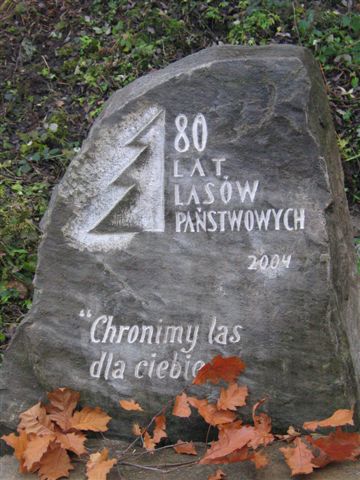 80
LAT
LASÓW
PAŃSTWOWYCH
2004
"Chronimy las
dla ciebie